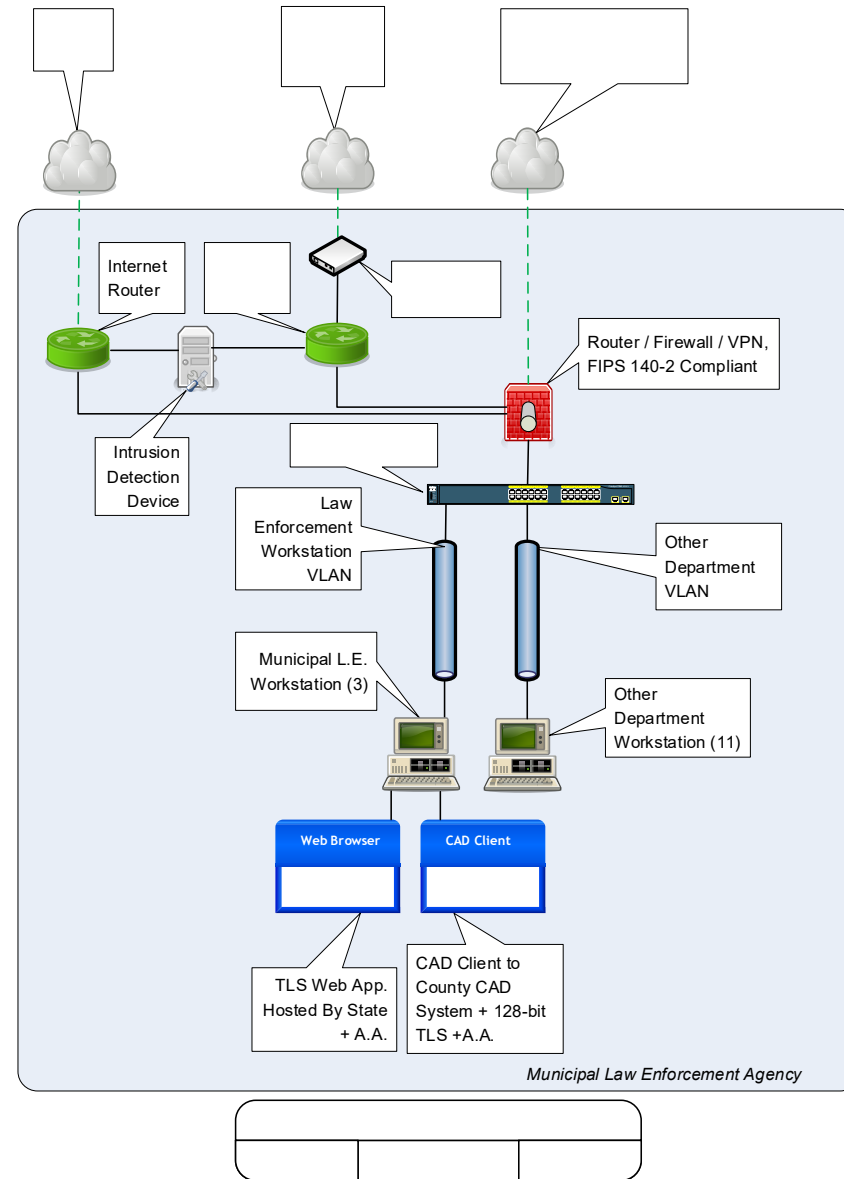 Internet
Router
Router / Firewall / VPN,
FIPS 140-2 Compliant
Intrusion
Detection
Device
Law
Enforcement
Workstation
VLAN
Other
Department
VLAN
Municipal L.E.
Workstation (3)
Other
Department
Workstation (11)
Web Browser
CAD Client
TLS Web App.
Hosted By State
+ A.A.
CAD Client to
County CAD
System + 128-bit
TLS +A.A.
Municipal Law Enforcement Agency